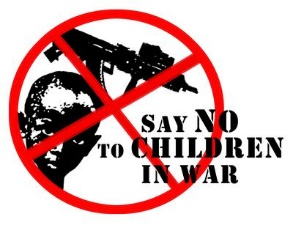 SAY NO
TO CHILDREN
IN WAR